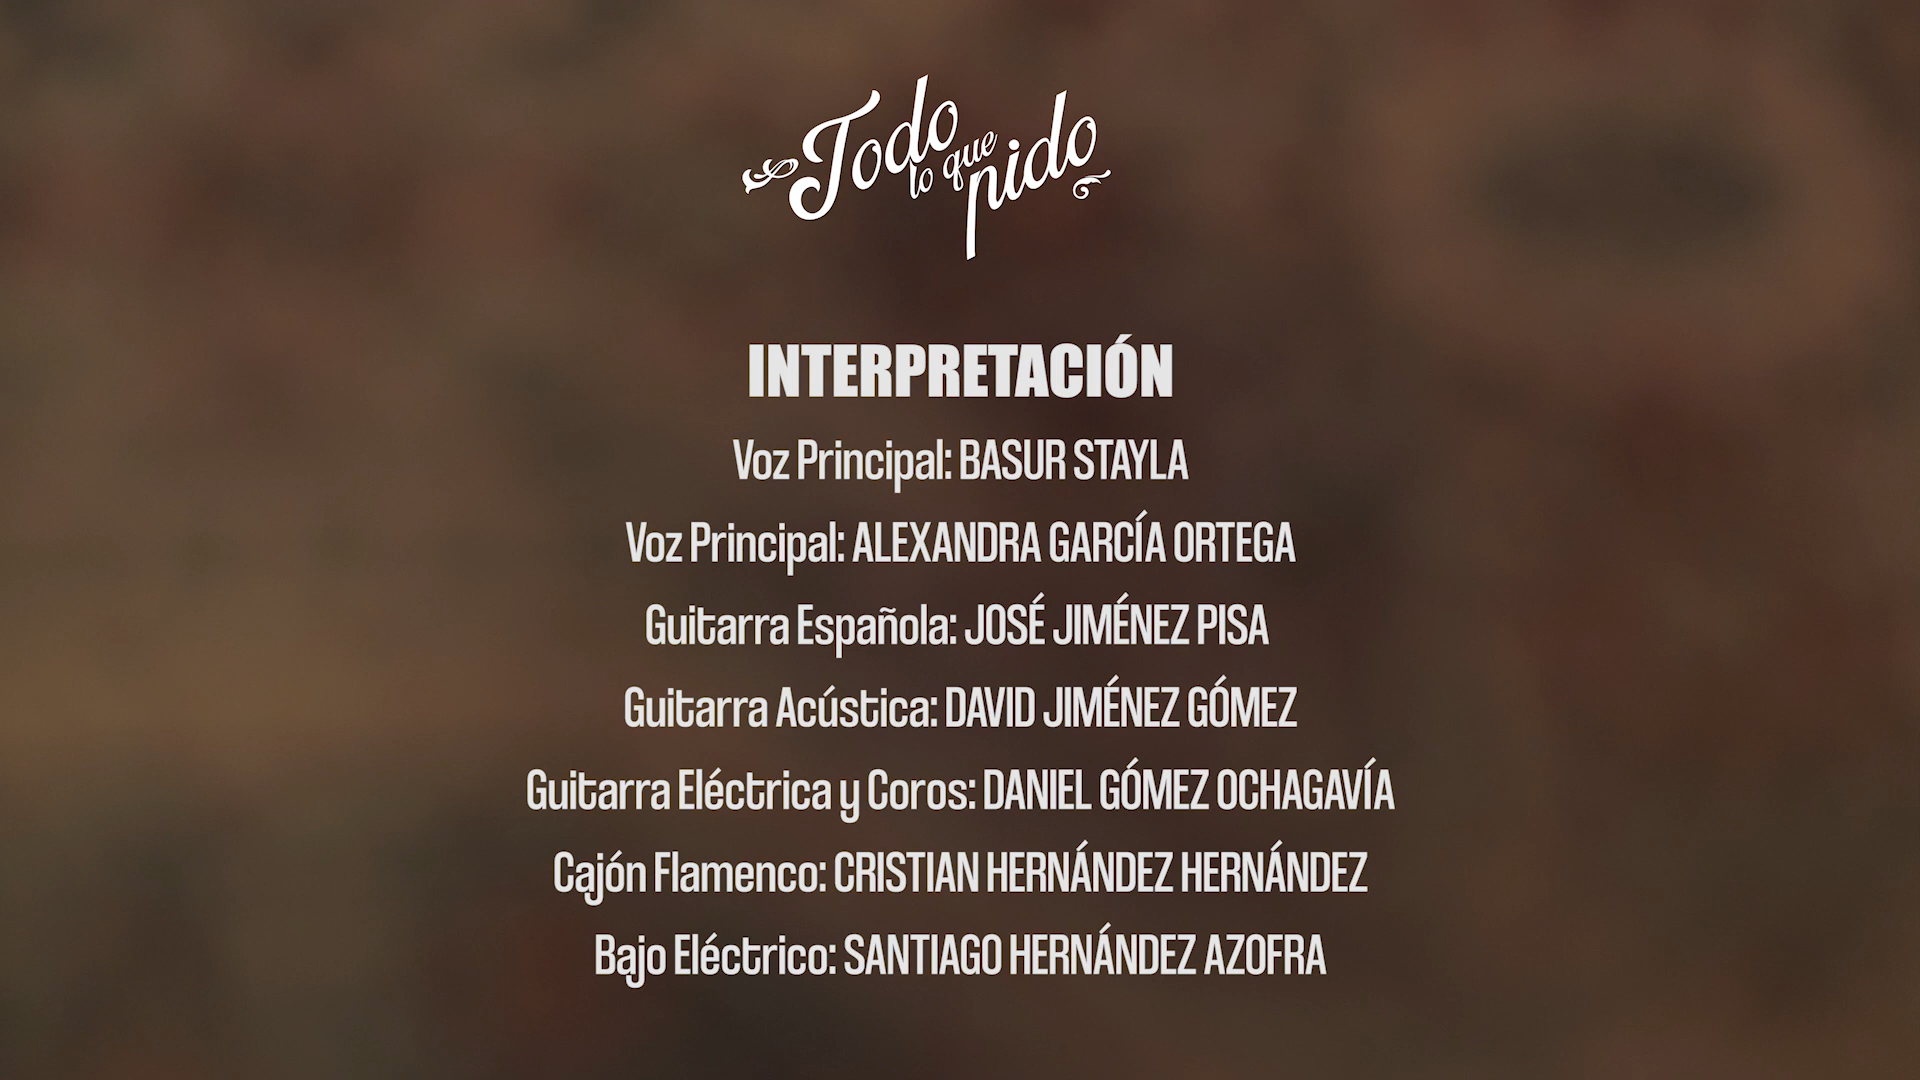 Todo lo que pido
INTERPRETACIÓN
Voz Principal: BASUR STAYLA
Voz Principal: ALEXANDRA GARCÍA ORTEGA
Guitarra Española: JOSÉ JIMÉNEZ PISA
Guitarra Acústica: DAVID JIMÉNEZ GÓMEZ
Guitarra Eléctrica y Coros: DANIEL GÓMEZ OCHAGAVÍA
Cajón Flamenco: CRISTIAN HERNÁNDEZ HERNÁNDEZ
Bajo Eléctrico: SANTIAGO HERNÁNDEZ AZOFRA